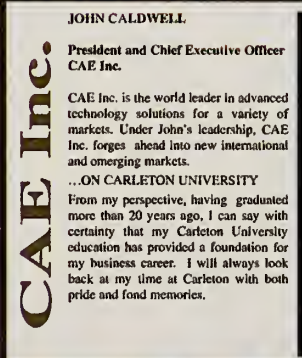 CAE Inc.
JOHN CALDWELL
President and Chief Executive Officer
CAE Inc.
CAE Inc. is the world leader in advanced
technology solutions for a variety of
markets. Under John's leadership, CAE
Inc. forges ahead into new international
and omerging markets.
...ON CARLETON UNIVERSITY
From my perspective, having graduated
more than 20 years ago, I can say with
certainty that my Carleton University
education has provided a foundation for
my business career. I will always look
back at my time at Carleton with both
pride and fond memories.